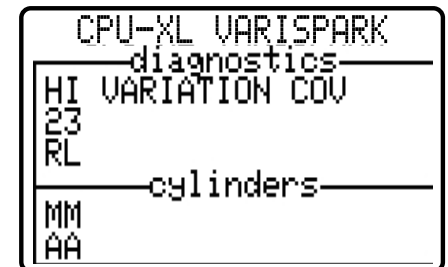 CPU-XL VARISPARK
diagnostics
HI VARIATION COV
23
RL
cylinders
MM
AA